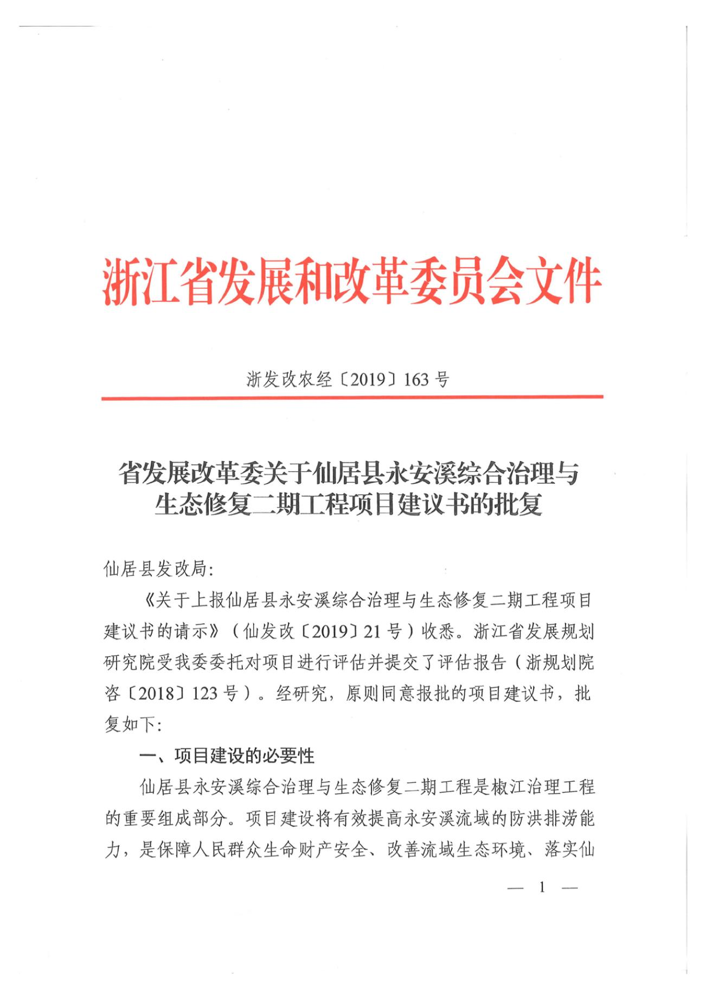 浙江省发展和改革委员会文件
浙发改农经〔2019〕163 号
省发展改革委关于仙居县永安溪综合治理与
生态修复二期工程项目建议书的批复
仙居县发改局：
《关于上报仙居县永安溪综合治理与生态修复二期工程项目
建议书的请示》（仙发改〔2019〕21 号）收悉。浙江省发展规划
研究院受我委委托对项目进行评估并提交了评估报告（浙规划院
咨〔2018〕123 号）。经研究，原则同意报批的项目建议书，批
复如下：
一、项目建设的必要性
仙居县永安溪综合治理与生态修复二期工程是椒江治理工程
的重要组成部分。项目建设将有效提高永安溪流域的防洪排涝能
力，是保障人民群众生命财产安全、改善流域生态环境、落实仙
— 1 —